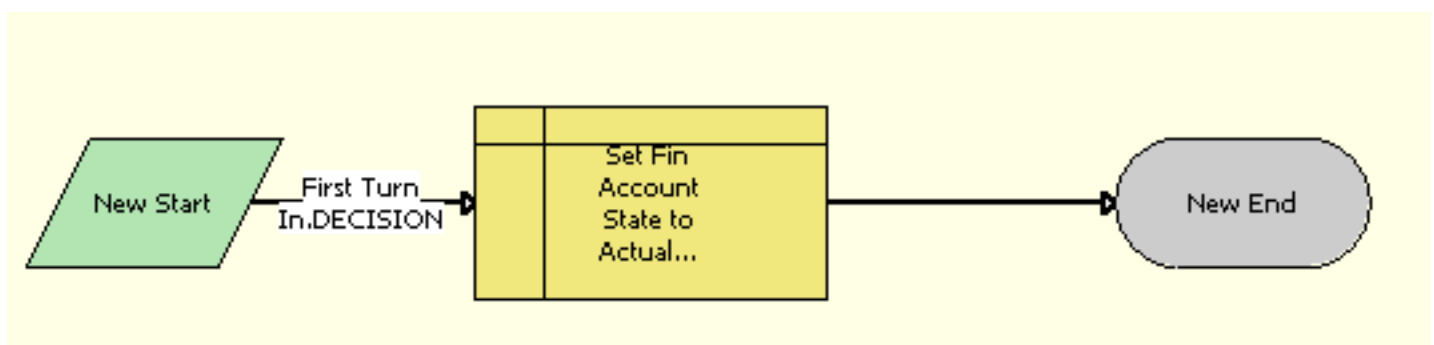 New Start
First Turn
In.DECISION
Set Fin
Account
State to
Actual...
New End